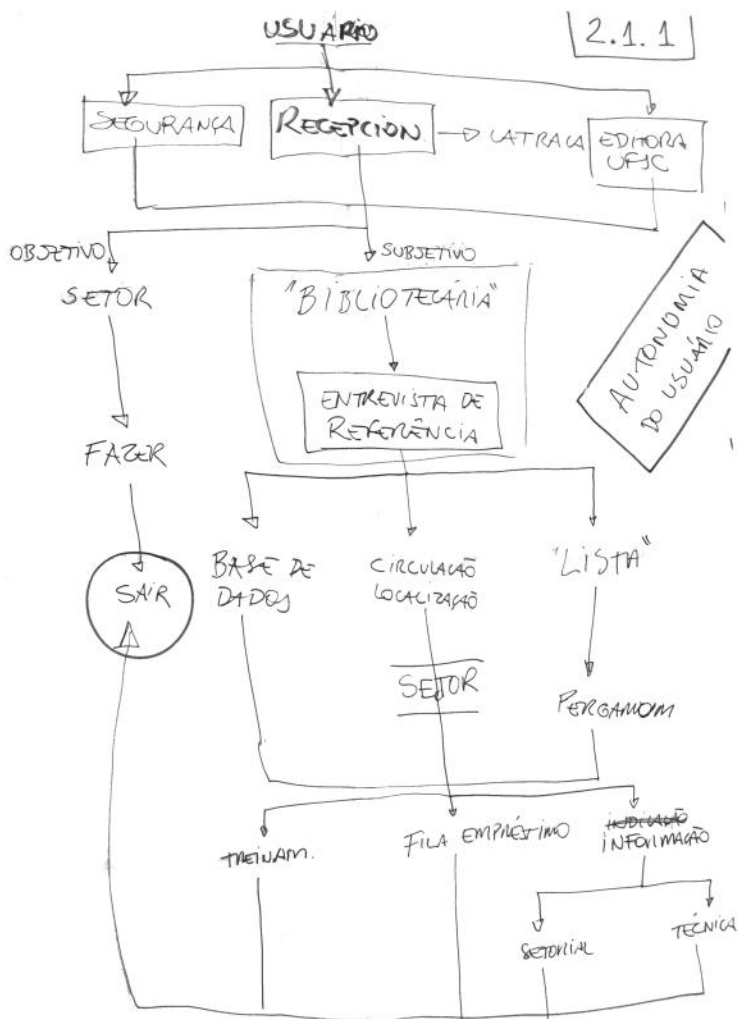 USUÁRIO
2.1.1
SEGURANÇA
RECEPCION
CATRACA
EDITORA
UFSC
OBJETIVO
SUBJETIVO
SETOR
"BIBLIOTECÁRIA"
AUTONOMIA
DO USUÁRIO
ENTREVISTA DE
REFERÊNCIA
FAZER
BASE DE
DADOS
CIRCULAÇÃO
LOCALIZAÇÃO
"LISTA"
SAIR
SETOR
PERGAMUM
TREINAM.
FILA EMPRÉSTIMO
INDICAÇÃO
INFORMAÇÃO
SETORIAL
TÉCNICA